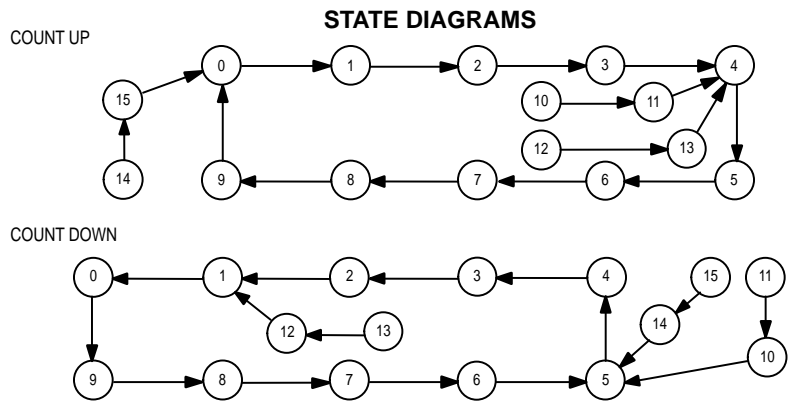 STATE DIAGRAMS
COUNT UP
0 1 2 3 4
15 10 11
12 13
14 9 8 7 6 5
COUNT DOWN
0 1 2 3 4 15 11
12 13 14
10
9 8 7 6 5